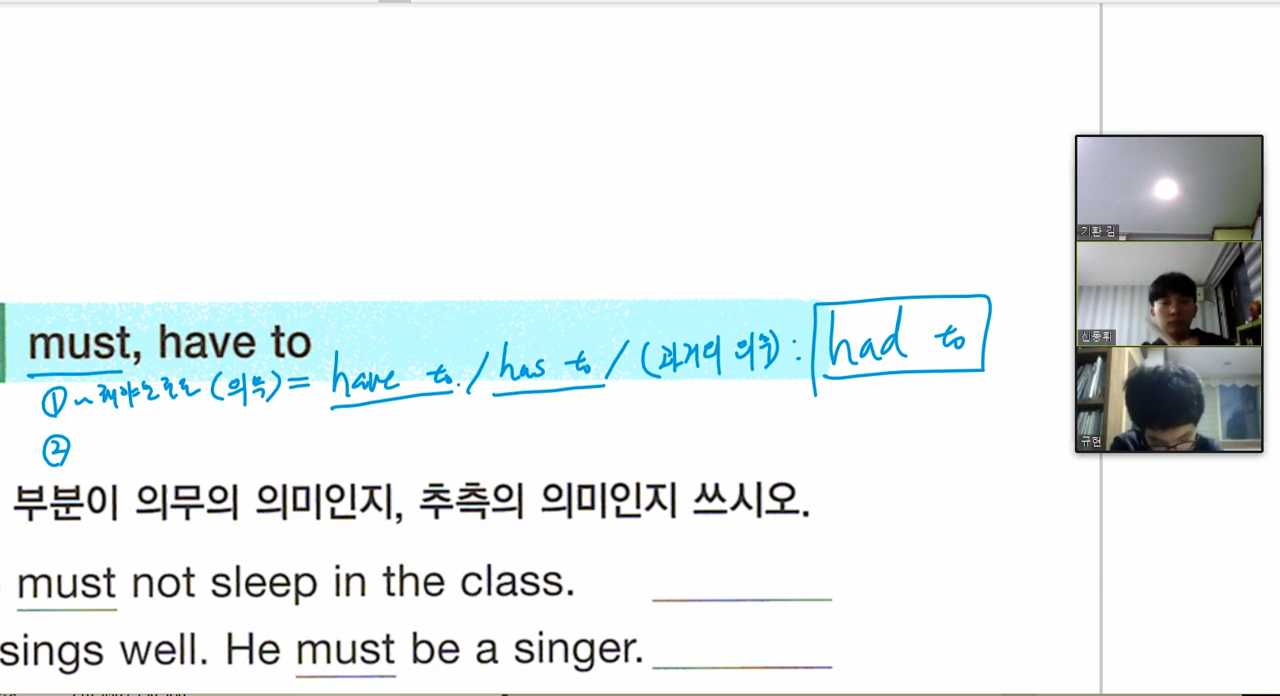 must, have to
① ~ 해야 한다 (의무) = have to / has to / (과거의 의무) : had to
②
부분이 의무의 의미인지, 추측의 의미인지 쓰시오.
must not sleep in the class.
sings well. He must be a singer.
기환 김
신동휘
규현